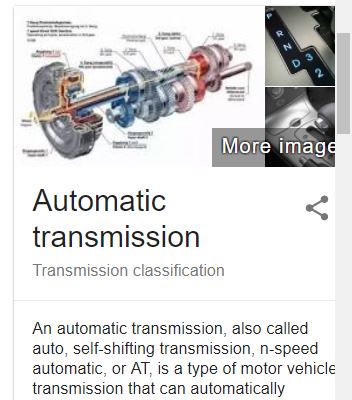 P
R
N
D 3
2
More image
Automatic
transmission
Transmission classification
An automatic transmission, also called
auto, self-shifting transmission, n-speed
automatic, or AT, is a type of motor vehicle
transmission that can automatically